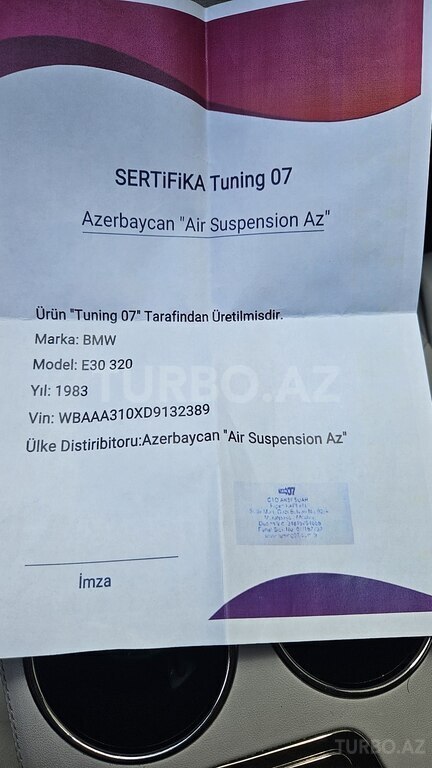 SERTiFiKA Tuning 07
Azerbaycan "Air Suspension Az"
Ürün "Tuning 07" Tarafindan Üretilmisdir.
Marka: BMW
Model: E30 320
TURBO.AZ
Yıl: 1983
Vin: WBAAA310XD9132389
Ülke Distiribitoru:Azerbaycan "Air Suspension Az"
İmza
TURBO.AZ